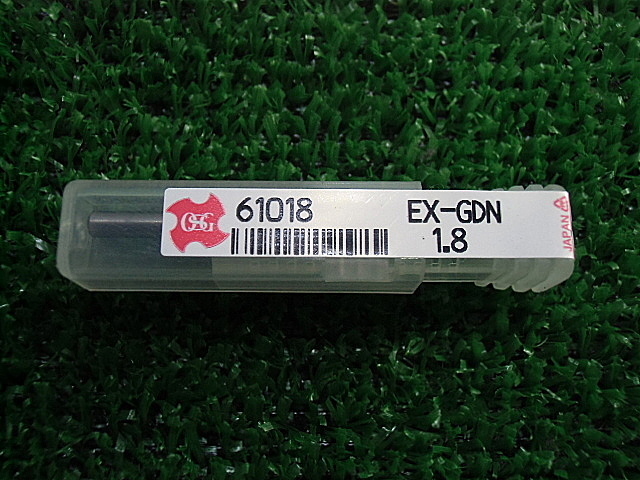 OSG
61018
EX-GDN
1.8
JAPAN